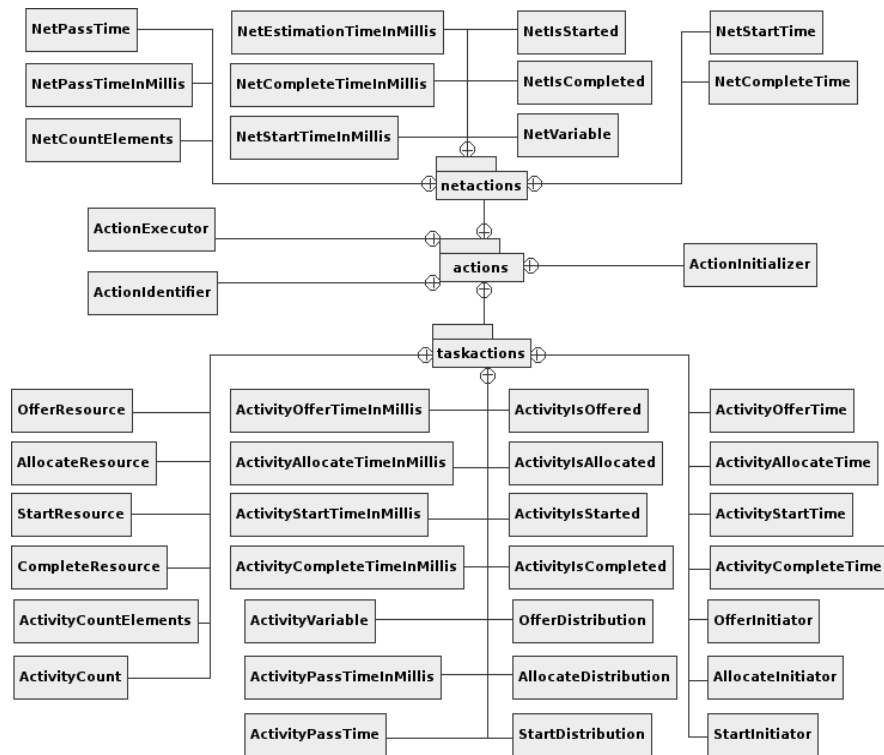 NetPassTime
NetEstimationTimeInMillis
NetIsStarted
NetStartTime
NetPassTimeInMillis
NetCompleteTimeInMillis
NetIsCompleted
NetCompleteTime
NetCountElements
NetStartTimeInMillis
NetVariable
netactions
ActionExecutor
actions
ActionInitializer
ActionIdentifier
taskactions
OfferResource
ActivityOfferTimeInMillis
ActivityIsOffered
ActivityOfferTime
AllocateResource
ActivityAllocateTimeInMillis
ActivityIsAllocated
ActivityAllocateTime
StartResource
ActivityStartTimeInMillis
ActivityIsStarted
ActivityStartTime
CompleteResource
ActivityCompleteTimeInMillis
ActivityIsCompleted
ActivityCompleteTime
ActivityCountElements
ActivityVariable
OfferDistribution
OfferInitiator
ActivityCount
ActivityPassTimeInMillis
AllocateDistribution
AllocateInitiator
ActivityPassTime
StartDistribution
StartInitiator